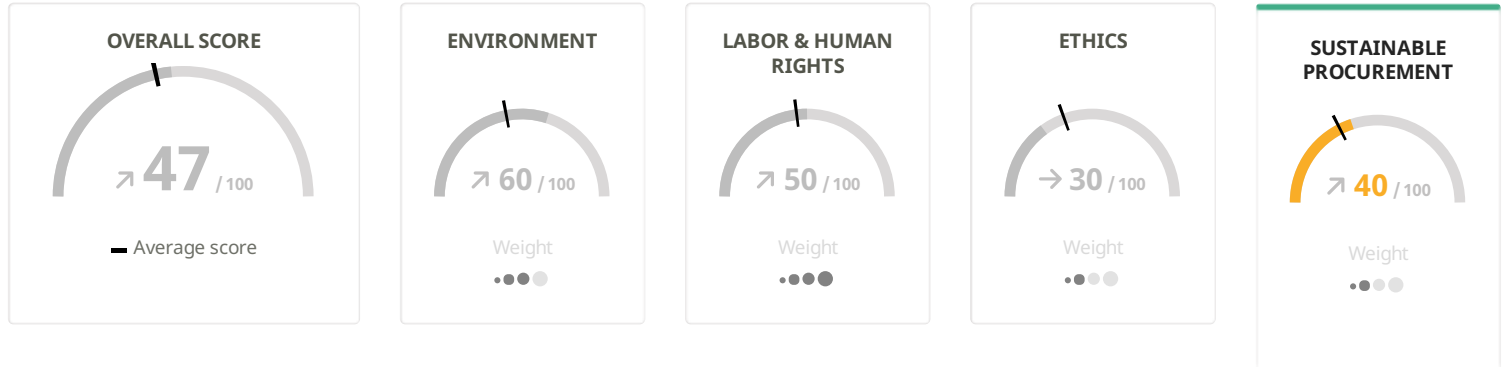 OVERALL SCORE
47 / 100
Average score
ENVIRONMENT
60 / 100
Weight
LABOR & HUMAN
RIGHTS
50 / 100
Weight
ETHICS
30 / 100
Weight
SUSTAINABLE
PROCUREMENT
40 / 100
Weight